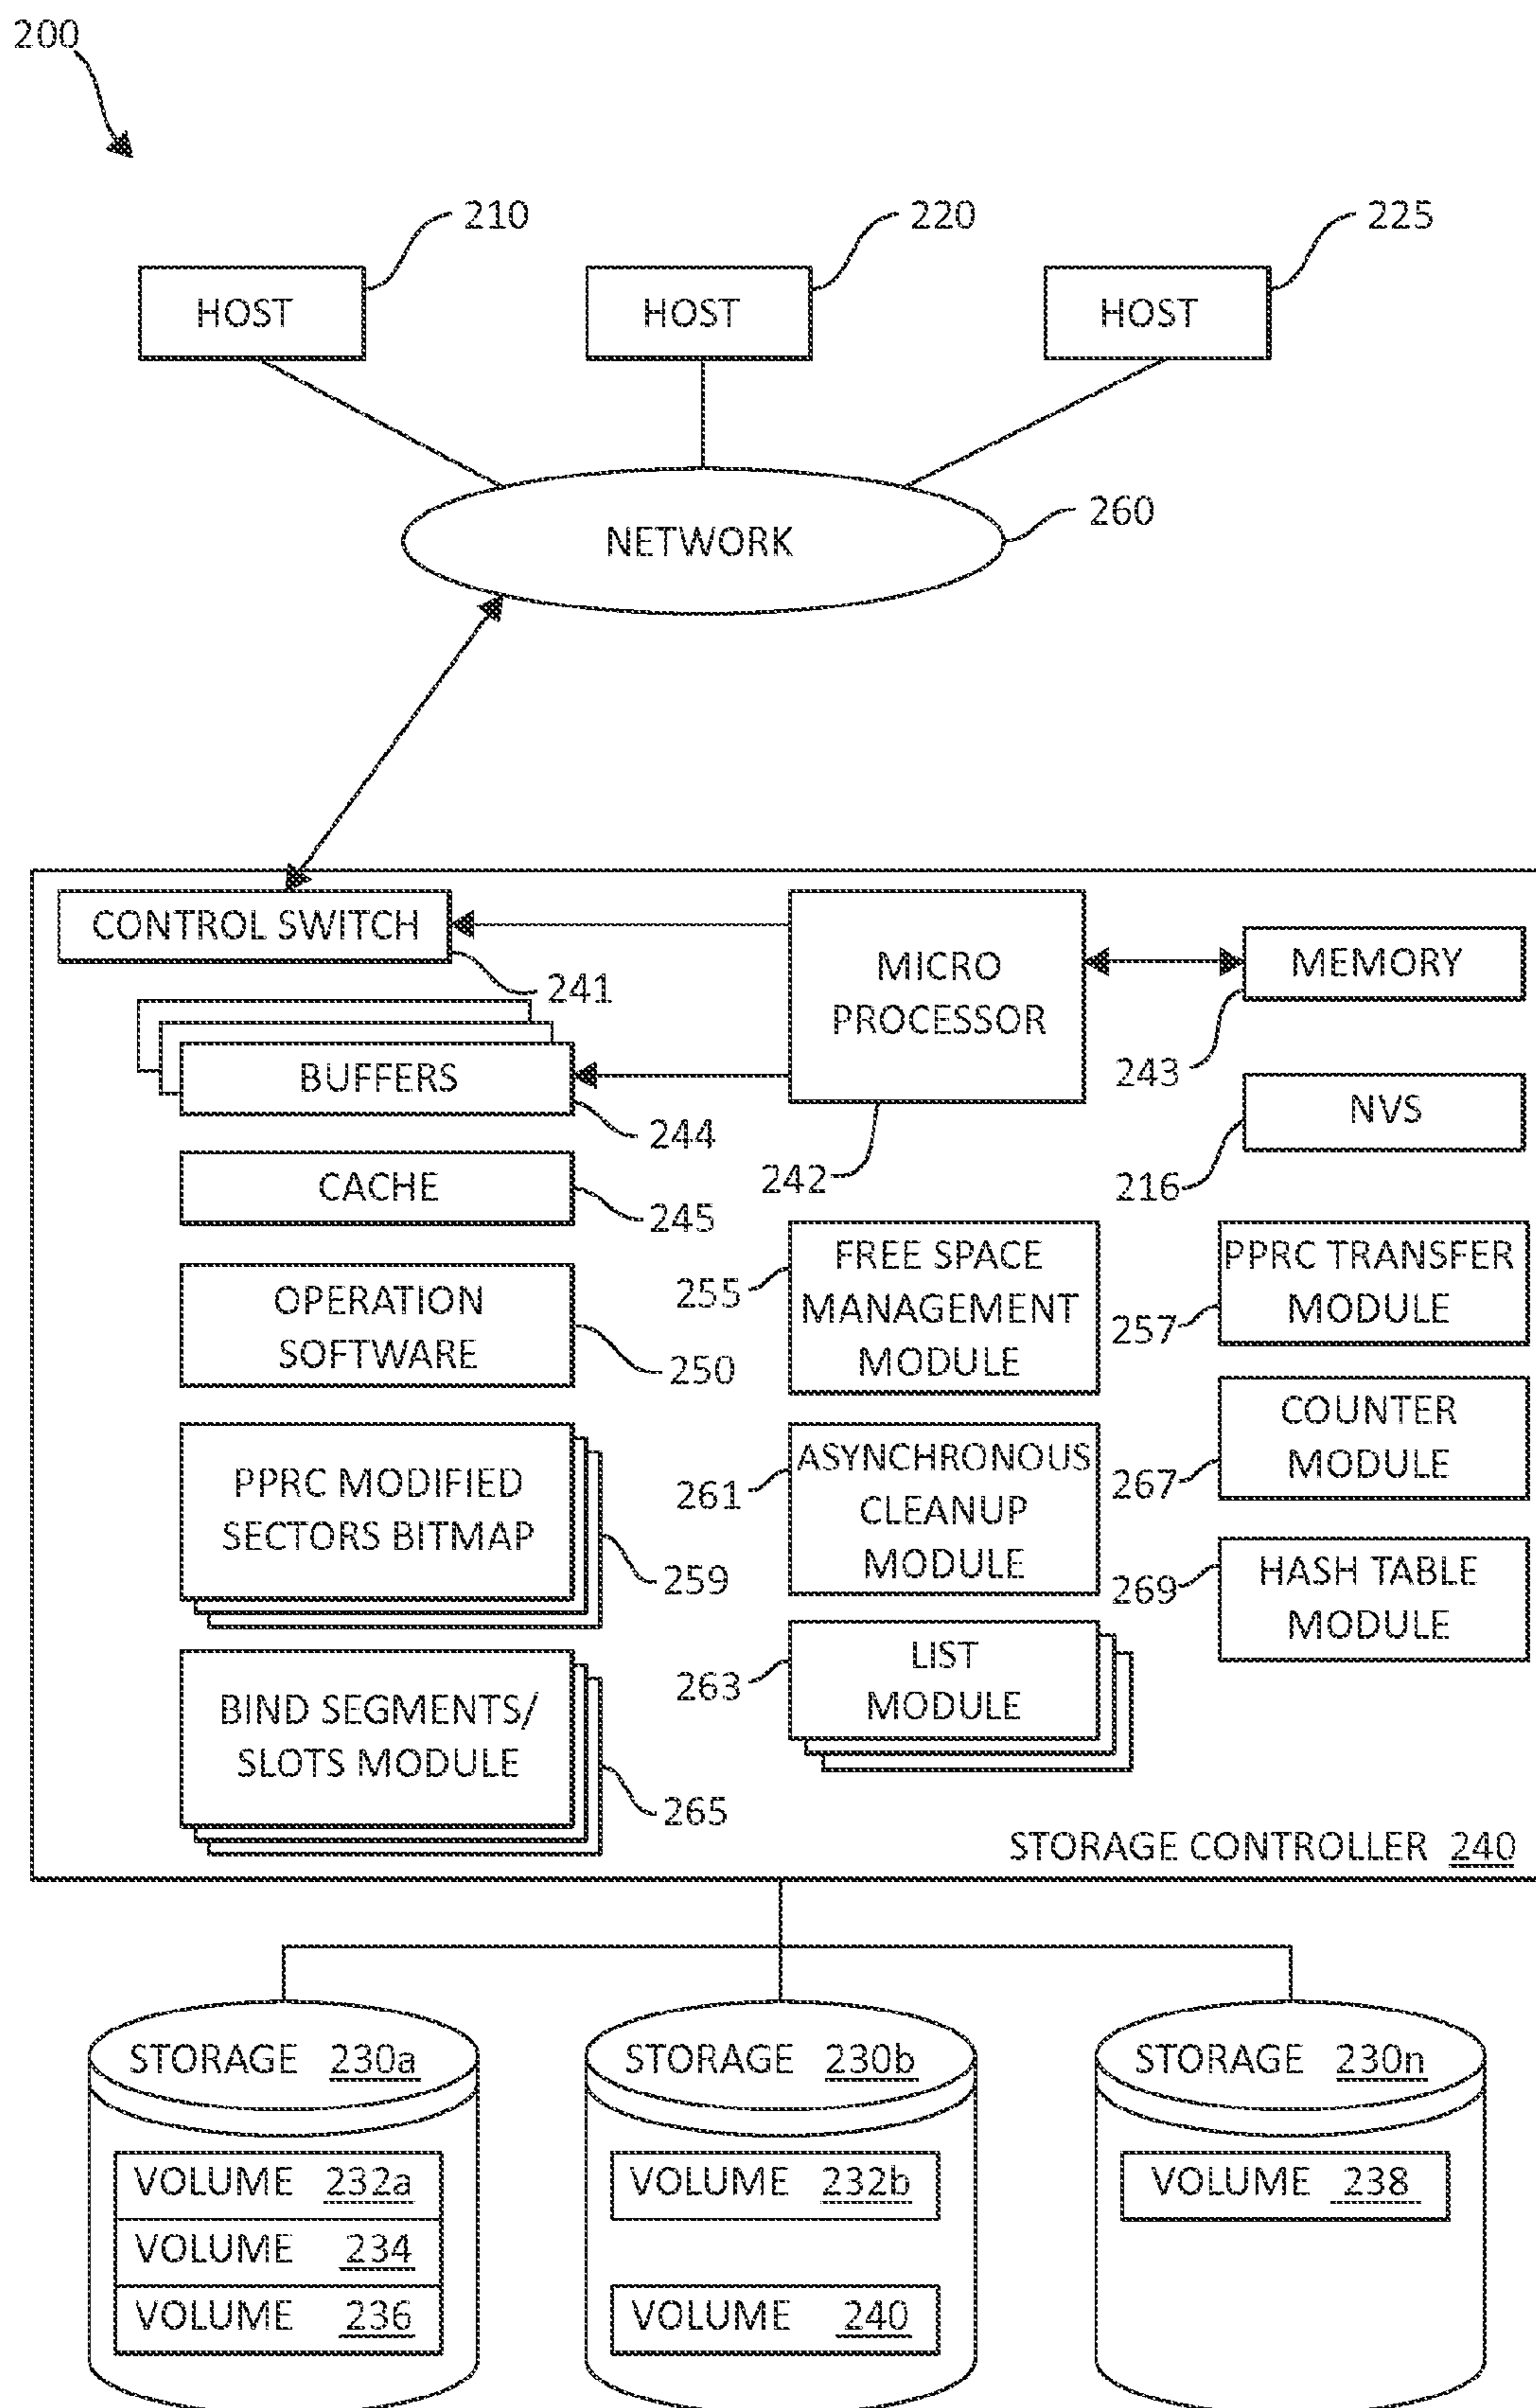 200
210
220
225
HOST
HOST
HOST
260
NETWORK
CONTROL SWITCH
241
MICRO
PROCESSOR
242
MEMORY
243
BUFFERS
244
NVS
216
CACHE
245
OPERATION
SOFTWARE
250
255
FREE SPACE
MANAGEMENT
MODULE
PPRC TRANSFER
MODULE
257
PPRC MODIFIED
SECTORS BITMAP
259
261
ASYNCHRONOUS
CLEANUP
MODULE
COUNTER
MODULE
267
269
HASH TABLE
MODULE
BIND SEGMENTS/
SLOTS MODULE
265
263
LIST
MODULE
STORAGE CONTROLLER 240
STORAGE 230a
STORAGE 230b
STORAGE 230n
VOLUME 232a
VOLUME 234
VOLUME 236
VOLUME 232b
VOLUME 240
VOLUME 238